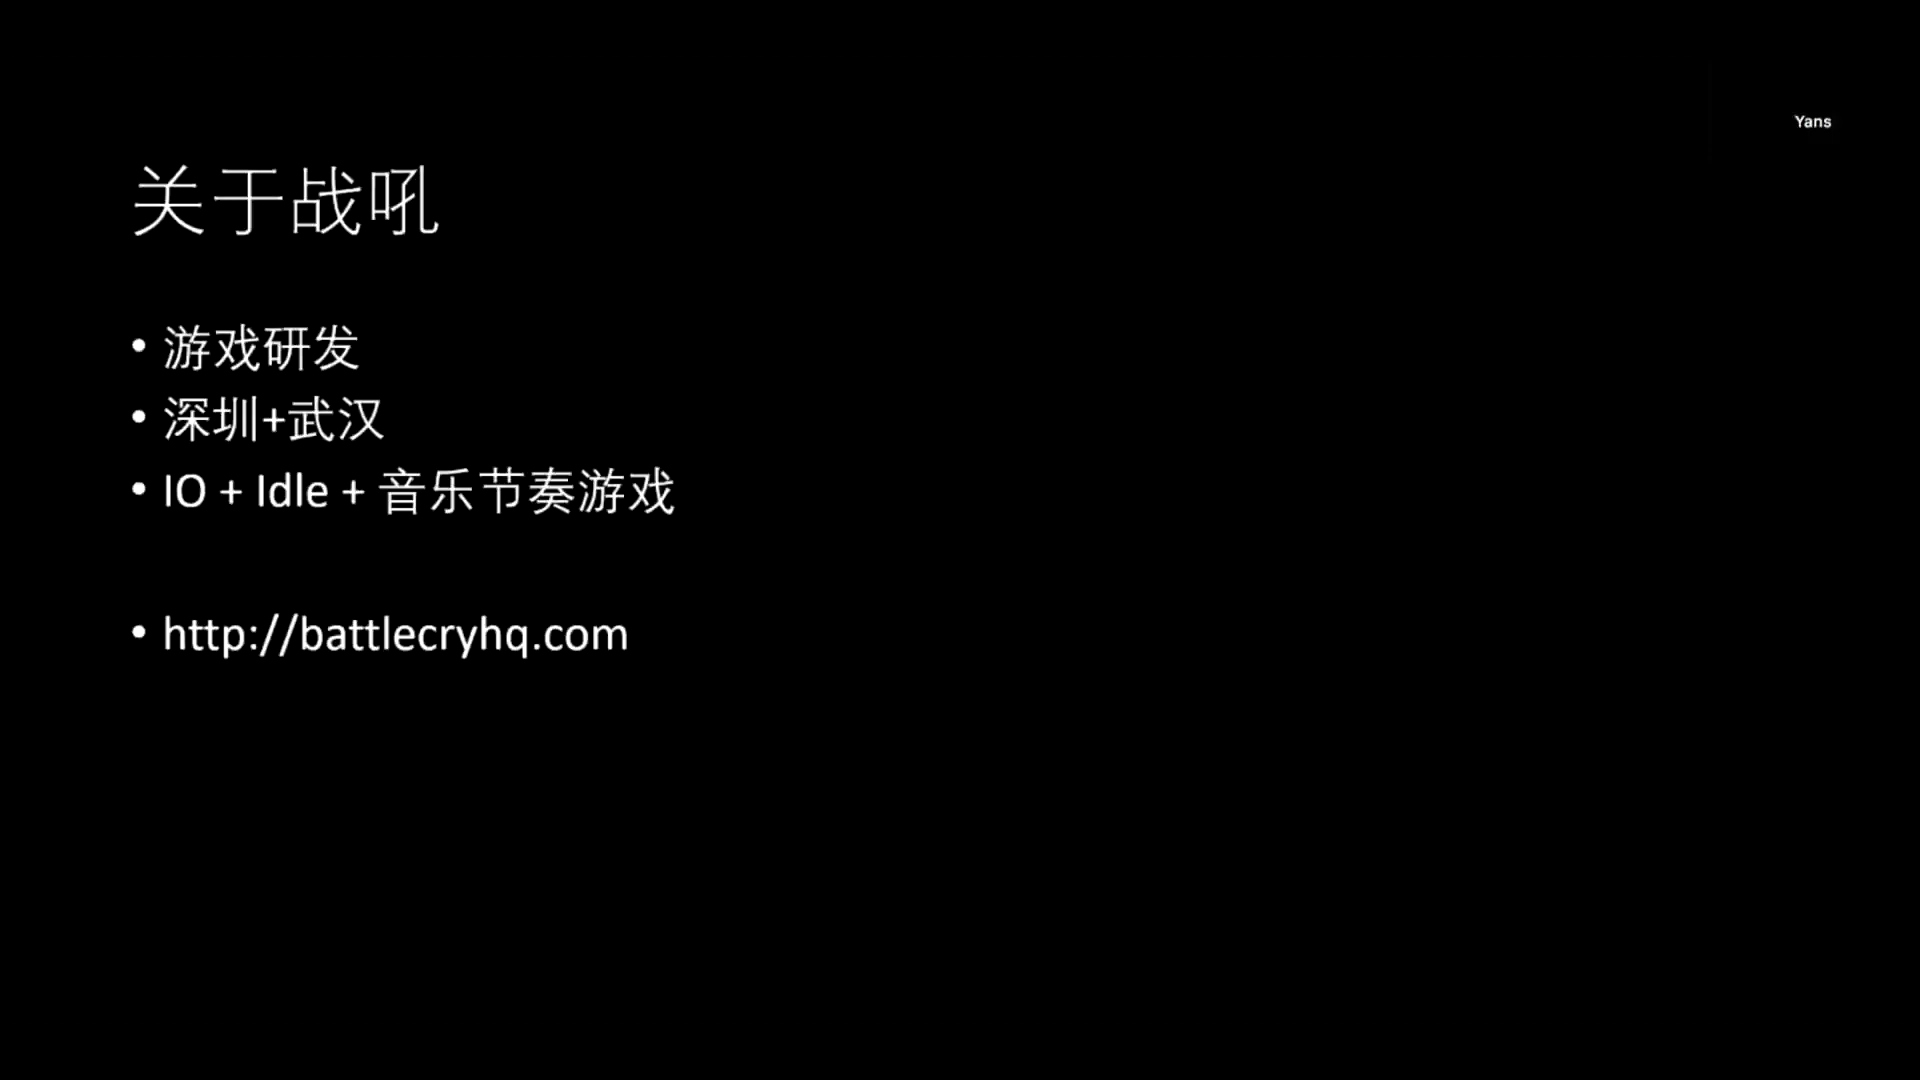 Yans
关于战吼
• 游戏研发
• 深圳+武汉
• IO + Idle + 音乐节奏游戏
• http://battlecryhq.com